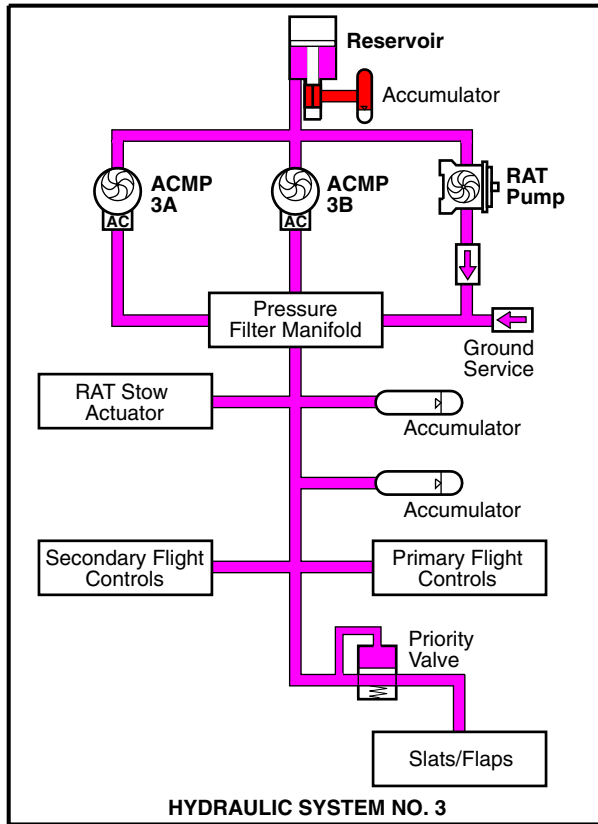 Reservoir
Accumulator
ACMP
3A
AC
ACMP
3B
AC
RAT
Pump
Pressure
Filter Manifold
Ground
Service
RAT Stow
Actuator
Accumulator
Accumulator
Secondary Flight
Controls
Primary Flight
Controls
Priority
Valve
Slats/Flaps
HYDRAULIC SYSTEM NO. 3